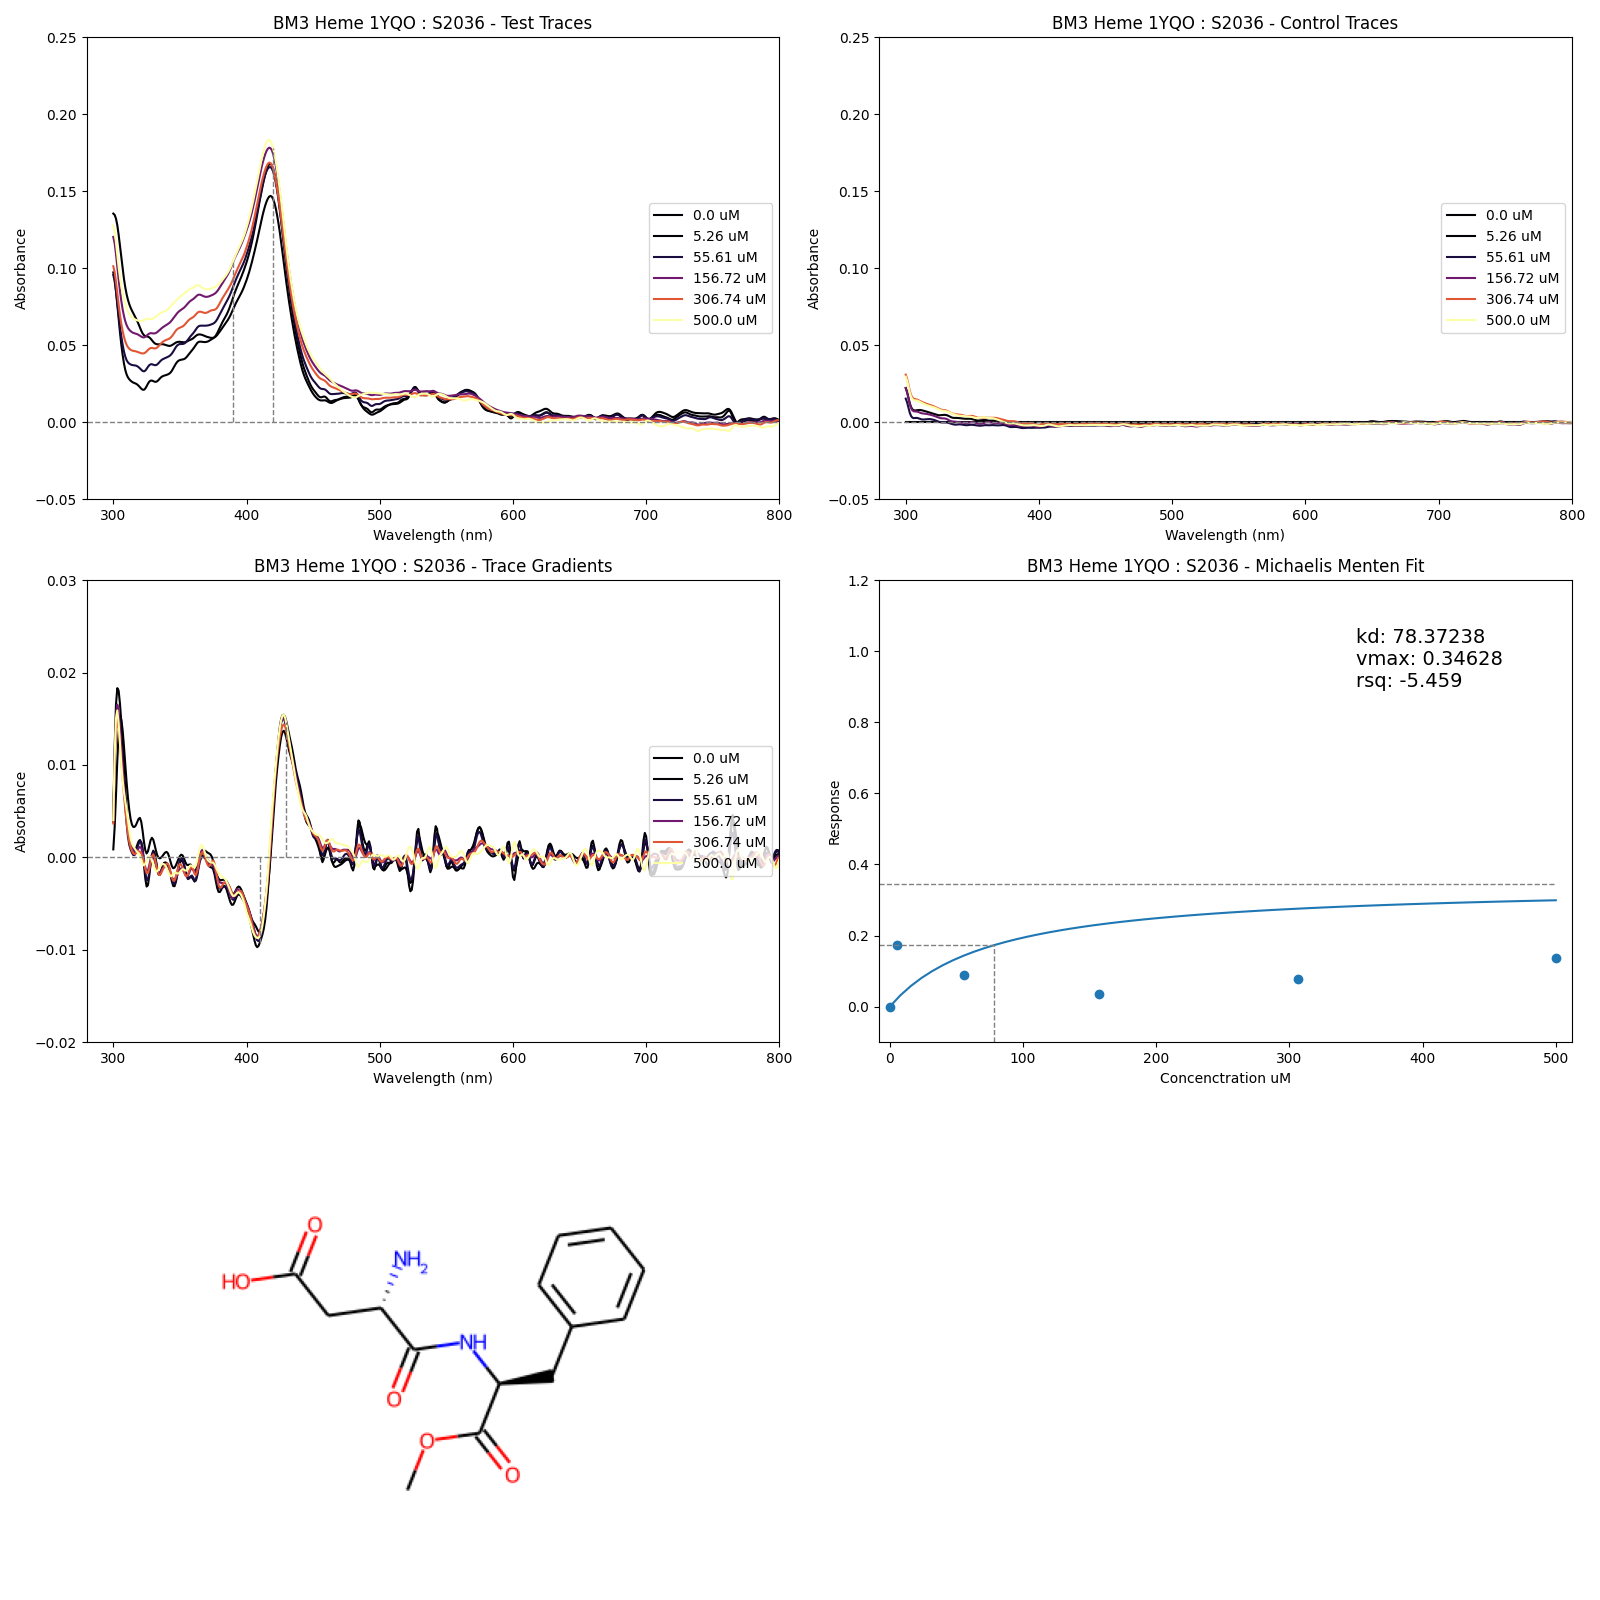 BM3 Heme 1YQO : S2036 - Test Traces
0.25
0.20
0.15
0.10
0.05
0.00
−0.05
Absorbance
300
400
500
600
700
800
Wavelength (nm)
0.0 uM
5.26 uM
55.61 uM
156.72 uM
306.74 uM
500.0 uM
BM3 Heme 1YQO : S2036 - Control Traces
0.25
0.20
0.15
0.10
0.05
0.00
−0.05
Absorbance
300
400
500
600
700
800
Wavelength (nm)
0.0 uM
5.26 uM
55.61 uM
156.72 uM
306.74 uM
500.0 uM
BM3 Heme 1YQO : S2036 - Trace Gradients
0.03
0.02
0.01
0.00
−0.01
−0.02
Absorbance
300
400
500
600
700
800
Wavelength (nm)
0.0 uM
5.26 uM
55.61 uM
156.72 uM
306.74 uM
500.0 uM
BM3 Heme 1YQO : S2036 - Michaelis Menten Fit
1.2
1.0
0.8
0.6
0.4
0.2
0.0
Response
0
100
200
300
400
500
Concenctration uM
kd: 78.37238
vmax: 0.34628
rsq: -5.459
O
HO
NH2
NH
O
O
O